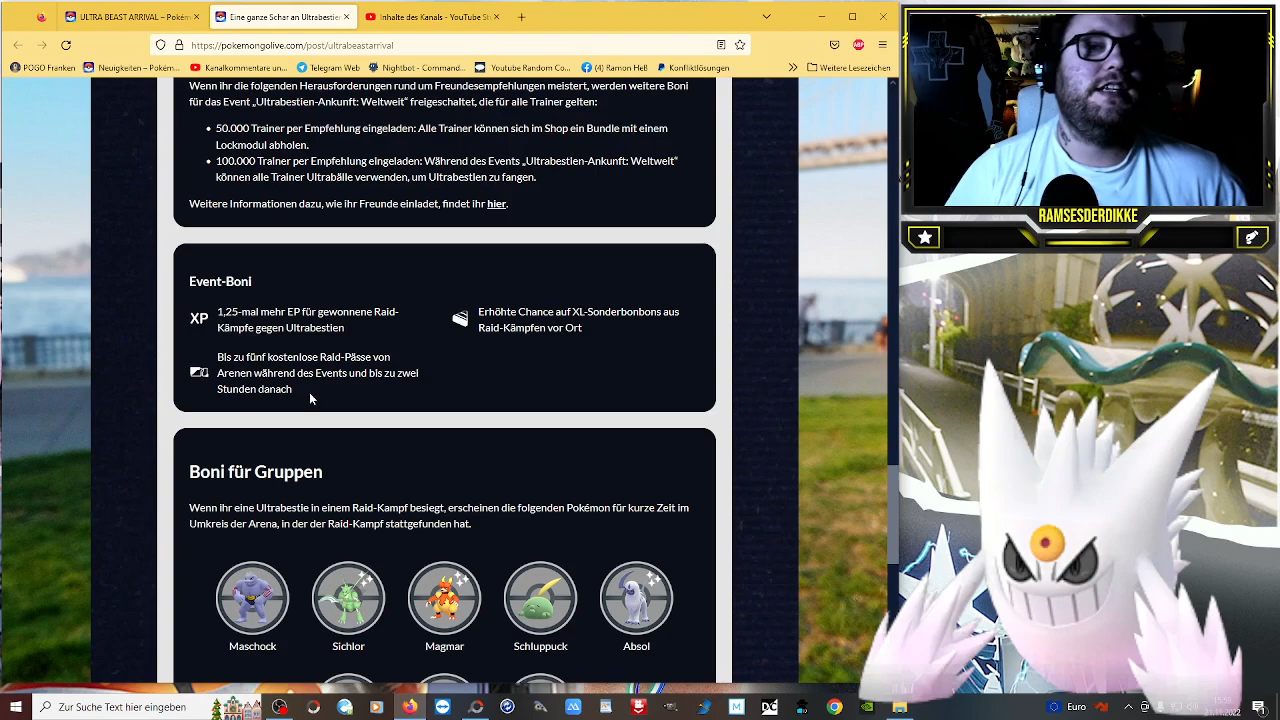 ULTRA BEAST ARRIVAL – Pokém
Eine ganze Schar an Ultrabestien
Inhalte des Kanals - YouTube Stu
https://pokemongolive.com/post/ultrabeastarrival
POGO Franken
Neuigkeiten – Pokém...
Telegram Web
Nightbot - Command...
Youtube Random Co...
(4) Ramon Heß
Konfliktlösungen
Weitere Lesezeichen
Wenn ihr die folgenden Herausforderungen rund um Freundesempfehlungen meistert, werden weitere Boni
für das Event „Ultrabestien-Ankunft: Weltweit“ freigeschaltet, die für alle Trainer gelten:
50.000 Trainer per Empfehlung eingeladen: Alle Trainer können sich im Shop ein Bundle mit einem
Lockmodul abholen.
100.000 Trainer per Empfehlung eingeladen: Während des Events „Ultrabestien-Ankunft: Weltweit“
können alle Trainer Ultrabälle verwenden, um Ultrabestien zu fangen.
Weitere Informationen dazu, wie ihr Freunde einladet, findet ihr hier.
Event-Boni
XP
1,25-mal mehr EP für gewonnene Raid-
Kämpfe gegen Ultrabestien
Erhöhte Chance auf XL-Sonderbonbons aus
Raid-Kämpfen vor Ort
Bis zu fünf kostenlose Raid-Pässe von
Arenen während des Events und bis zu zwei
Stunden danach
Boni für Gruppen
Wenn ihr eine Ultrabestie in einem Raid-Kampf besiegt, erscheinen die folgenden Pokémon für kurze Zeit im
Umkreis der Arena, in der der Raid-Kampf stattgefunden hat.
Maschock
Sichlor
Magmar
Schluppuck
Absol
RAMSESDERDIKKE
Zur Suche Text hier eingeben
Euro
15:56
21.11.2022